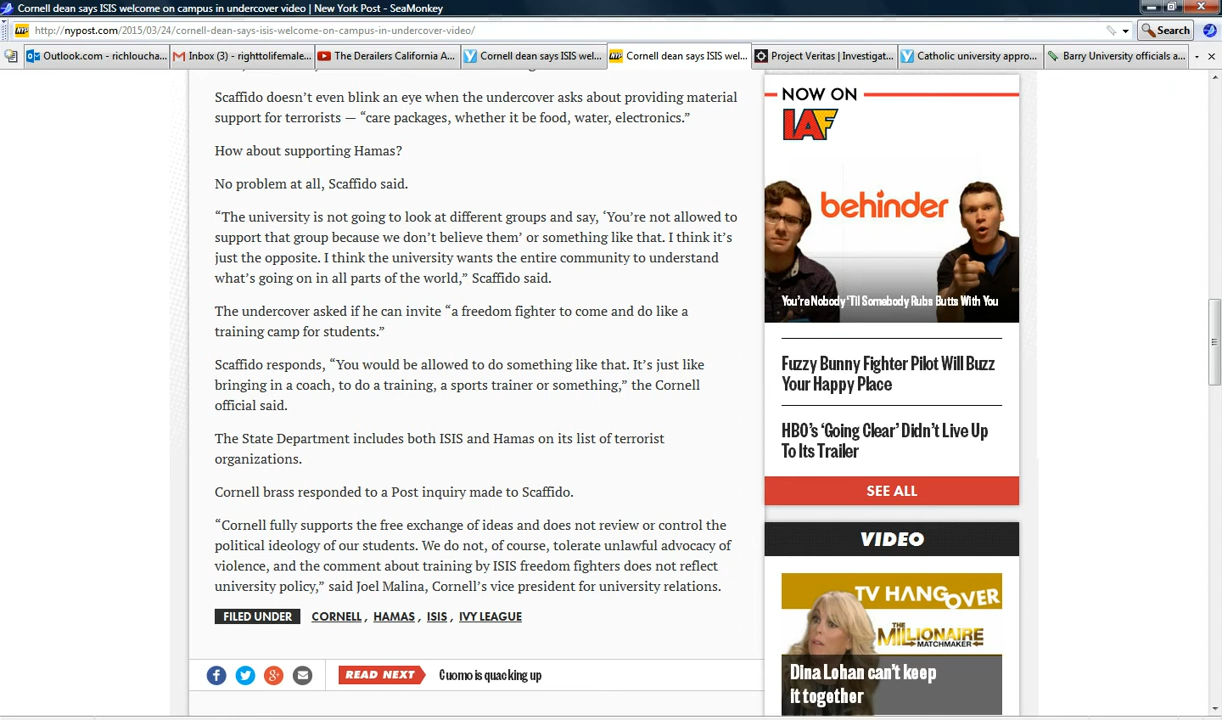 Cornell dean says ISIS welcome on campus in undercover video | New York Post - SeaMonkey
http://nypost.com/2015/03/24/cornell-dean-says-isis-welcome-on-campus-in-undercover-video/
Search
Outlook.com - richloucha...
Inbox (3) - righttolifemale...
The Derailers California A...
Cornell dean says ISIS wel...
Cornell dean says ISIS wel...
Project Veritas | Investigat...
Catholic university appro...
Barry University officials a...
Scaffido doesn’t even blink an eye when the undercover asks about providing material
support for terrorists — “care packages, whether it be food, water, electronics.”
How about supporting Hamas?
No problem at all, Scaffido said.
“The university is not going to look at different groups and say, ‘You’re not allowed to
support that group because we don’t believe them’ or something like that. I think it’s
just the opposite. I think the university wants the entire community to understand
what’s going on in all parts of the world,” Scaffido said.
The undercover asked if he can invite “a freedom fighter to come and do like a
training camp for students.”
Scaffido responds, “You would be allowed to do something like that. It’s just like
bringing in a coach, to do a training, a sports trainer or something,” the Cornell
official said.
The State Department includes both ISIS and Hamas on its list of terrorist
organizations.
Cornell brass responded to a Post inquiry made to Scaffido.
“Cornell fully supports the free exchange of ideas and does not review or control the
political ideology of our students. We do not, of course, tolerate unlawful advocacy of
violence, and the comment about training by ISIS freedom fighters does not reflect
university policy,” said Joel Malina, Cornell’s vice president for university relations.
FILED UNDER CORNELL , HAMAS , ISIS , IVY LEAGUE
READ NEXT Cuomo is quacking up
NOW ON
IAF
behinder
You’re Nobody ‘Til Somebody Rubs Butts With You
Fuzzy Bunny Fighter Pilot Will Buzz
Your Happy Place
HBO’s ‘Going Clear’ Didn’t Live Up
To Its Trailer
SEE ALL
VIDEO
TV HANGOVER
THE
MILLIONAIRE
MATCHMAKER
Dina Lohan can’t keep
it together